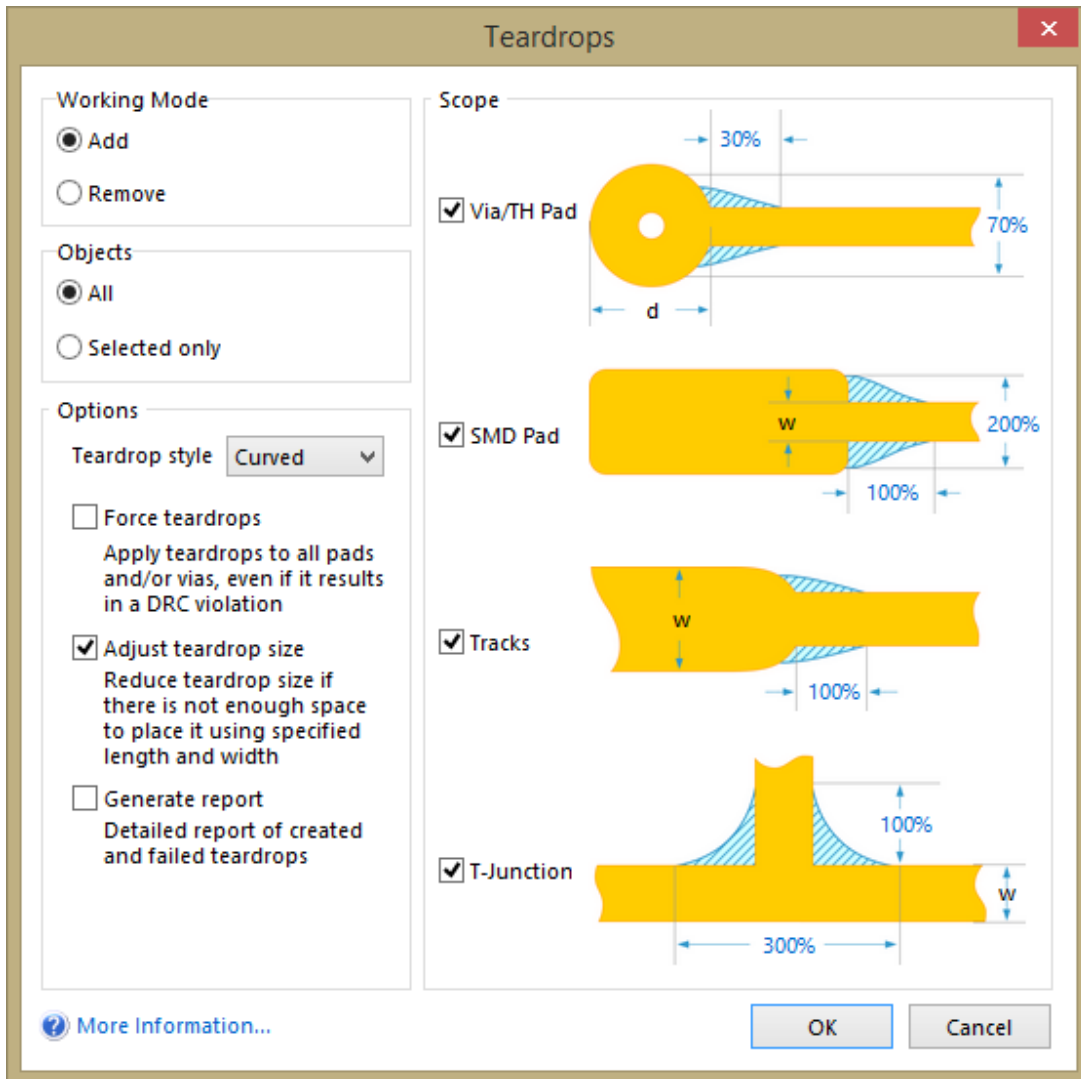 Teardrops
Working Mode
Add
Remove
Objects
All
Selected only
Options
Teardrop style Curved
Force teardrops
Apply teardrops to all pads
and/or vias, even if it results
in a DRC violation
Adjust teardrop size
Reduce teardrop size if
there is not enough space
to place it using specified
length and width
Generate report
Detailed report of created
and failed teardrops
Scope
30%
Via/TH Pad
70%
d
SMD Pad
w
200%
100%
Tracks
w
100%
T-Junction
100%
w
300%
More Information...
OK
Cancel